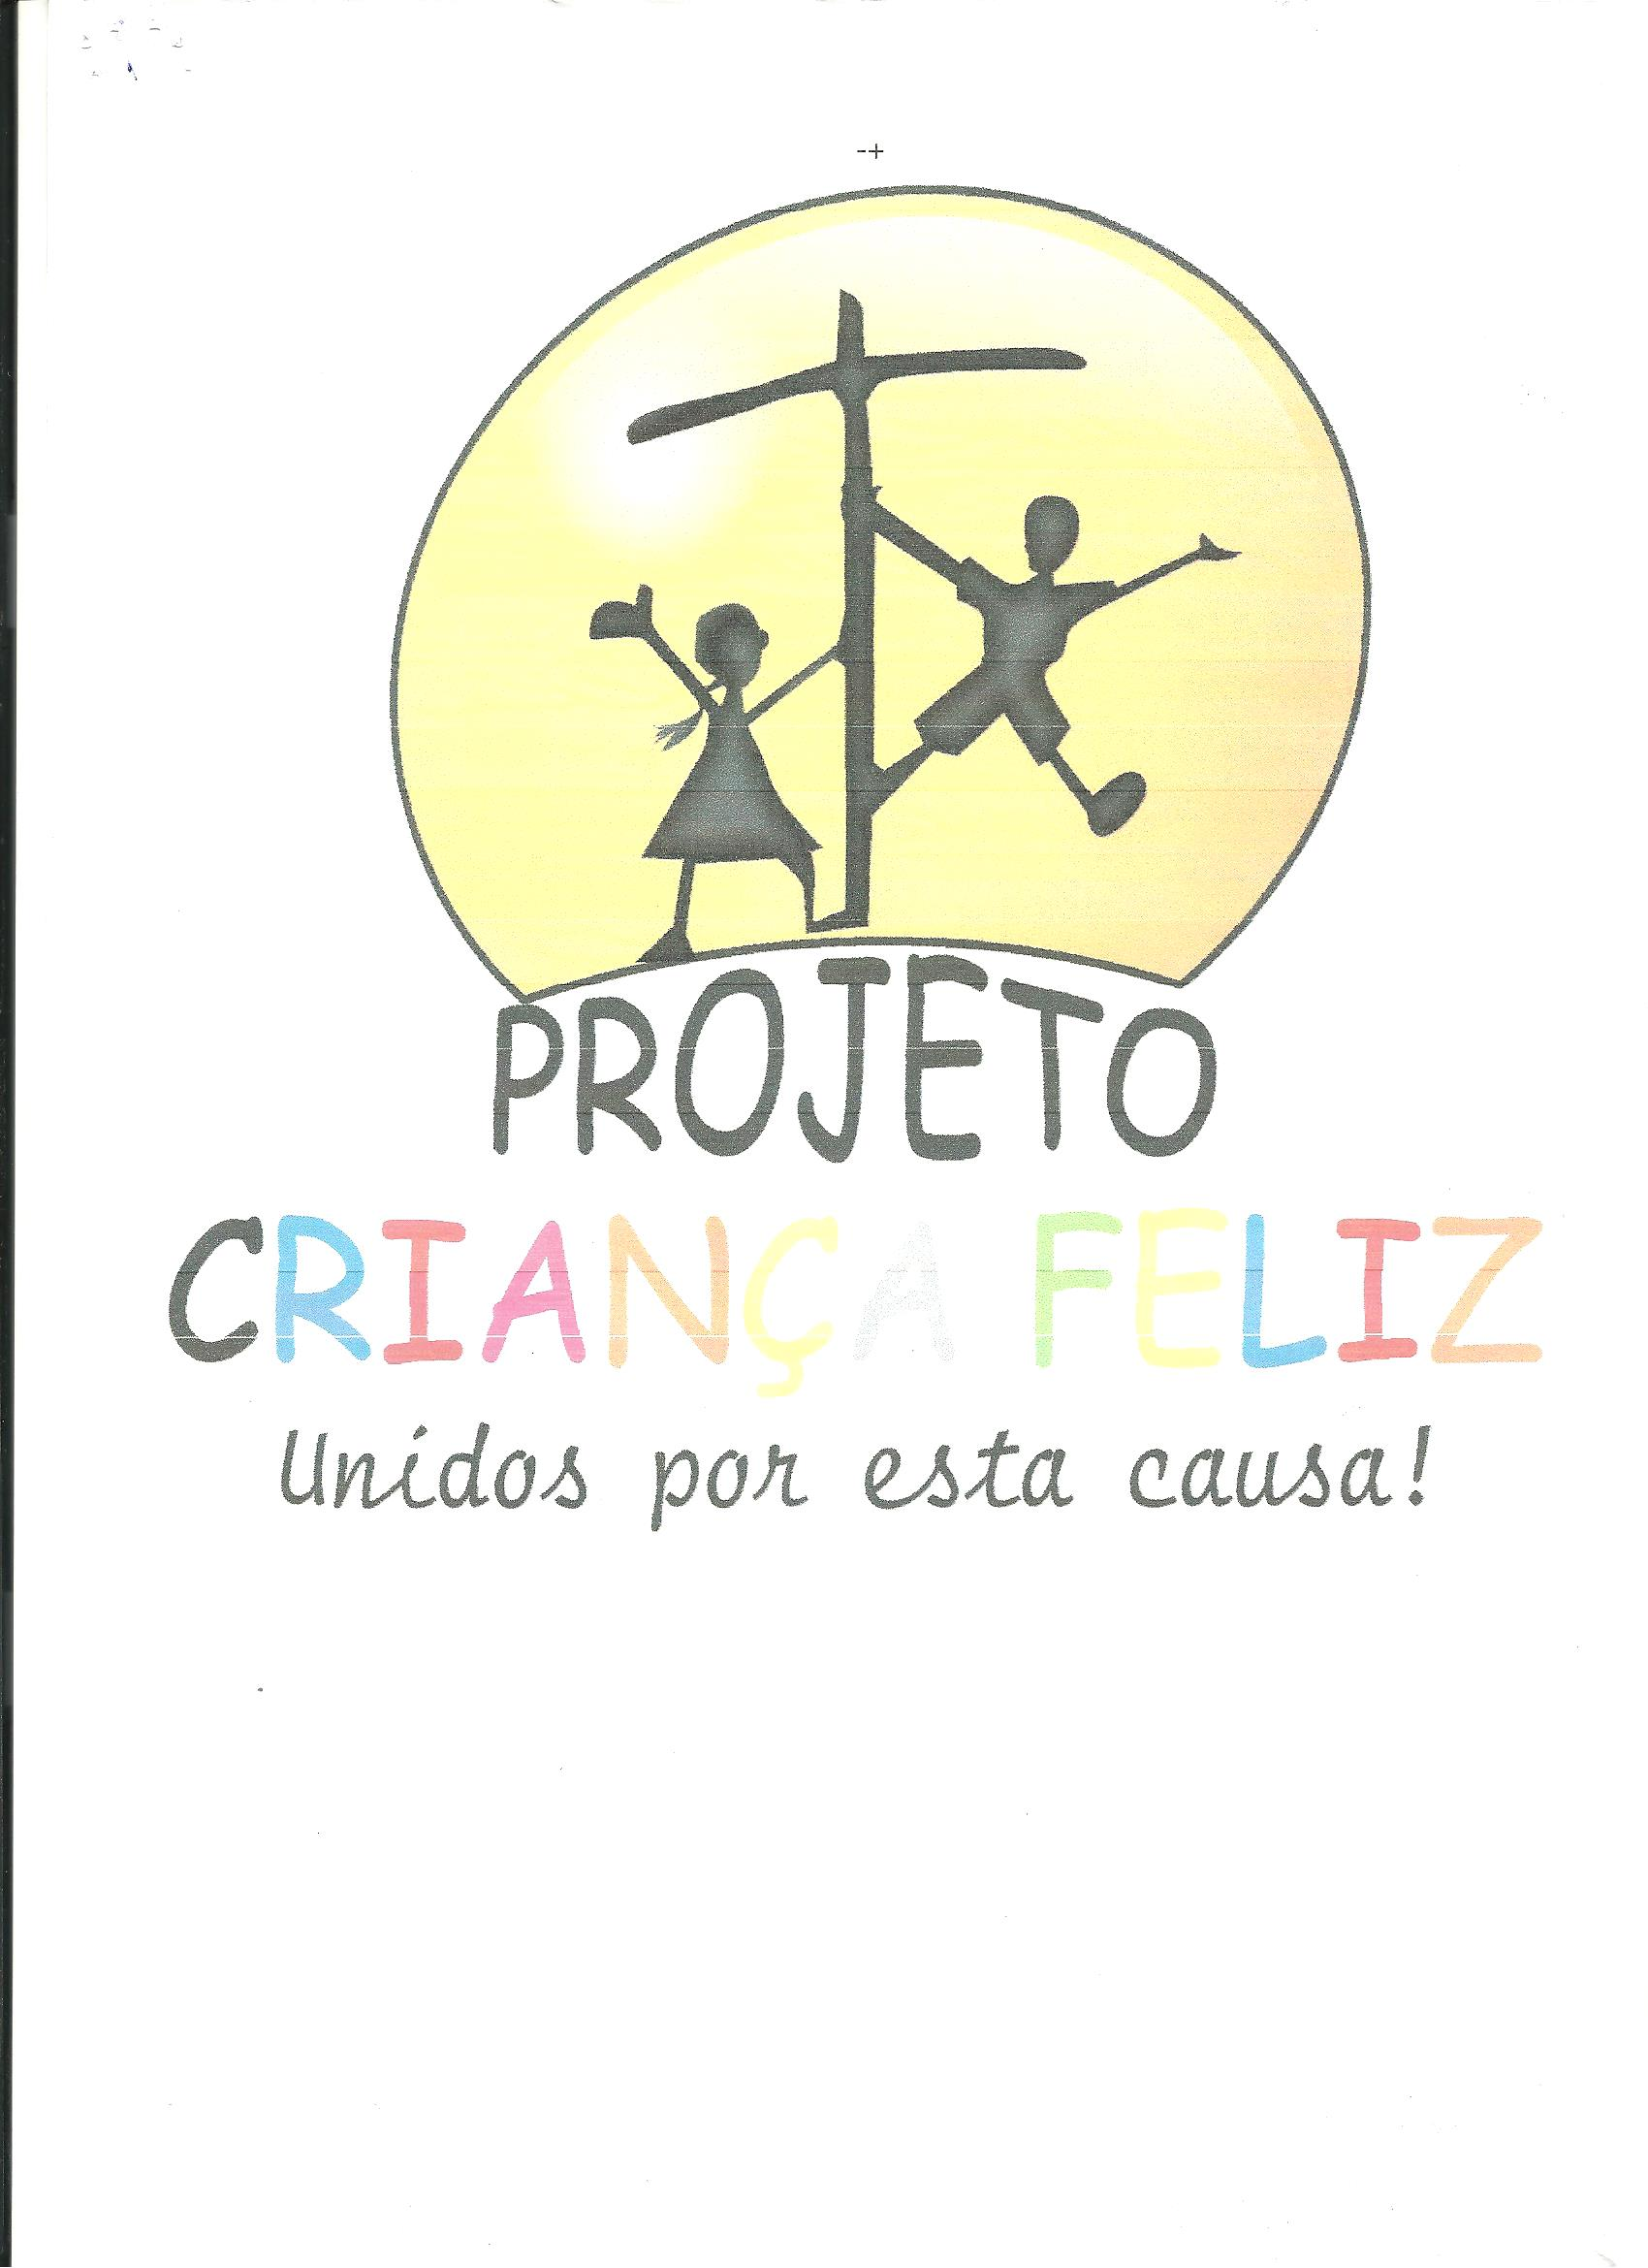 -+
PROJETO
CRIANÇA FELIZ
Unidos por esta causa!